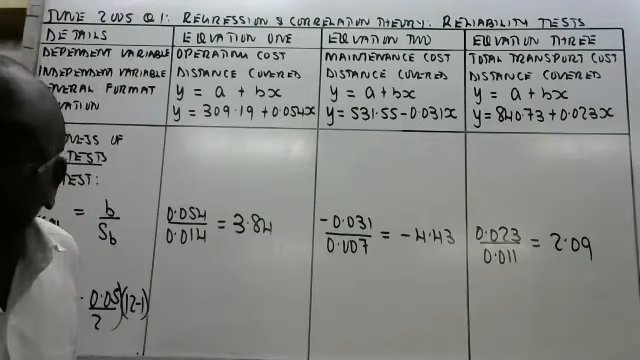 JUNE 2005 Q1: REGRESSION & CORRELATION THEORY: RELIABILITY TESTS
DETAILS
EQUATION ONE
EQUATION TWO
EQUATION THREE
DEPENDENT VARIABLE
OPERATING COST
MAINTENANCE COST
TOTAL TRANSPORT COST
INDEPENDENT VARIABLE
DISTANCE COVERED
DISTANCE COVERED
DISTANCE COVERED
FORMAT
y = a + bx
y = a + bx
y = a + bx
y = 309.19 + 0.054x
y = 531.55 - 0.031x
y = 840.73 + 0.023x
OF
TESTS
TEST:
= b/Sb
0.054/0.014 = 3.84
-0.031/0.007 = -4.43
0.023/0.011 = 2.09
0.05/2)(12-1)